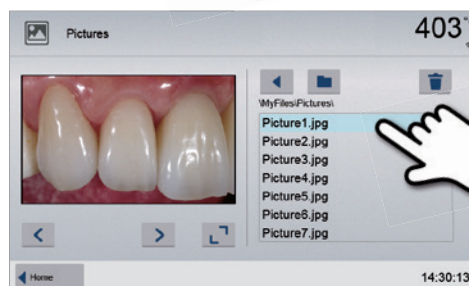 Pictures
403
\MyFiles\Pictures\
Picture1.jpg
Picture2.jpg
Picture3.jpg
Picture4.jpg
Picture5.jpg
Picture6.jpg
Picture7.jpg
Home
14:30:13